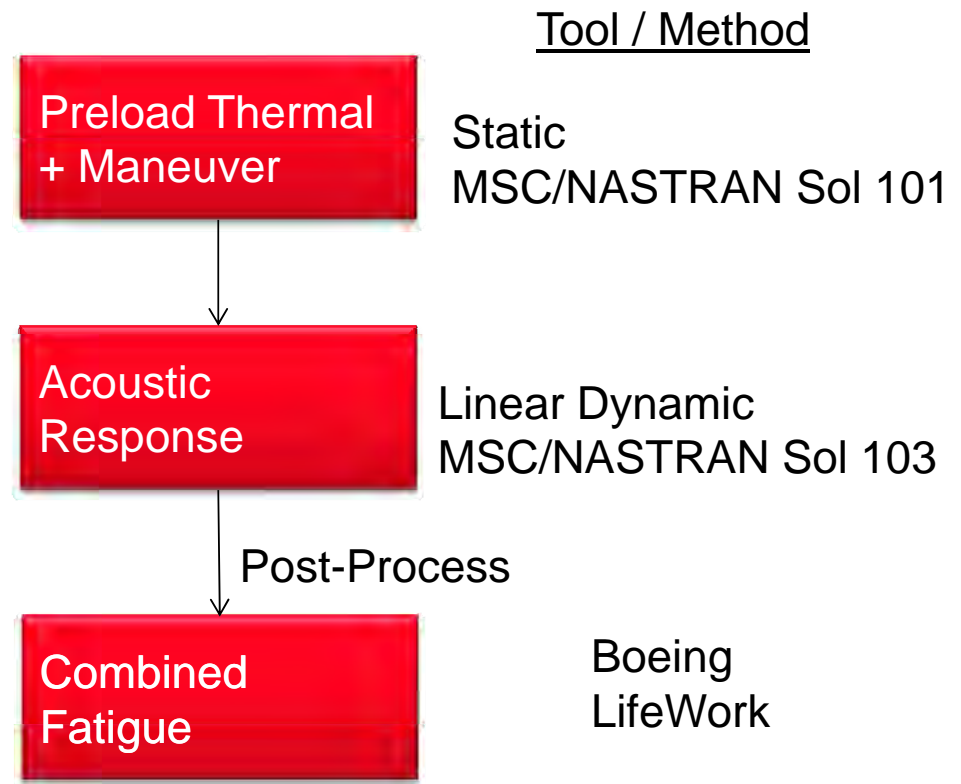 Tool / Method
Preload Thermal
+ Maneuver
Static
MSC/NASTRAN Sol 101
Acoustic
Response
Linear Dynamic
MSC/NASTRAN Sol 103
Post-Process
Combined
Fatigue
Boeing
LifeWork